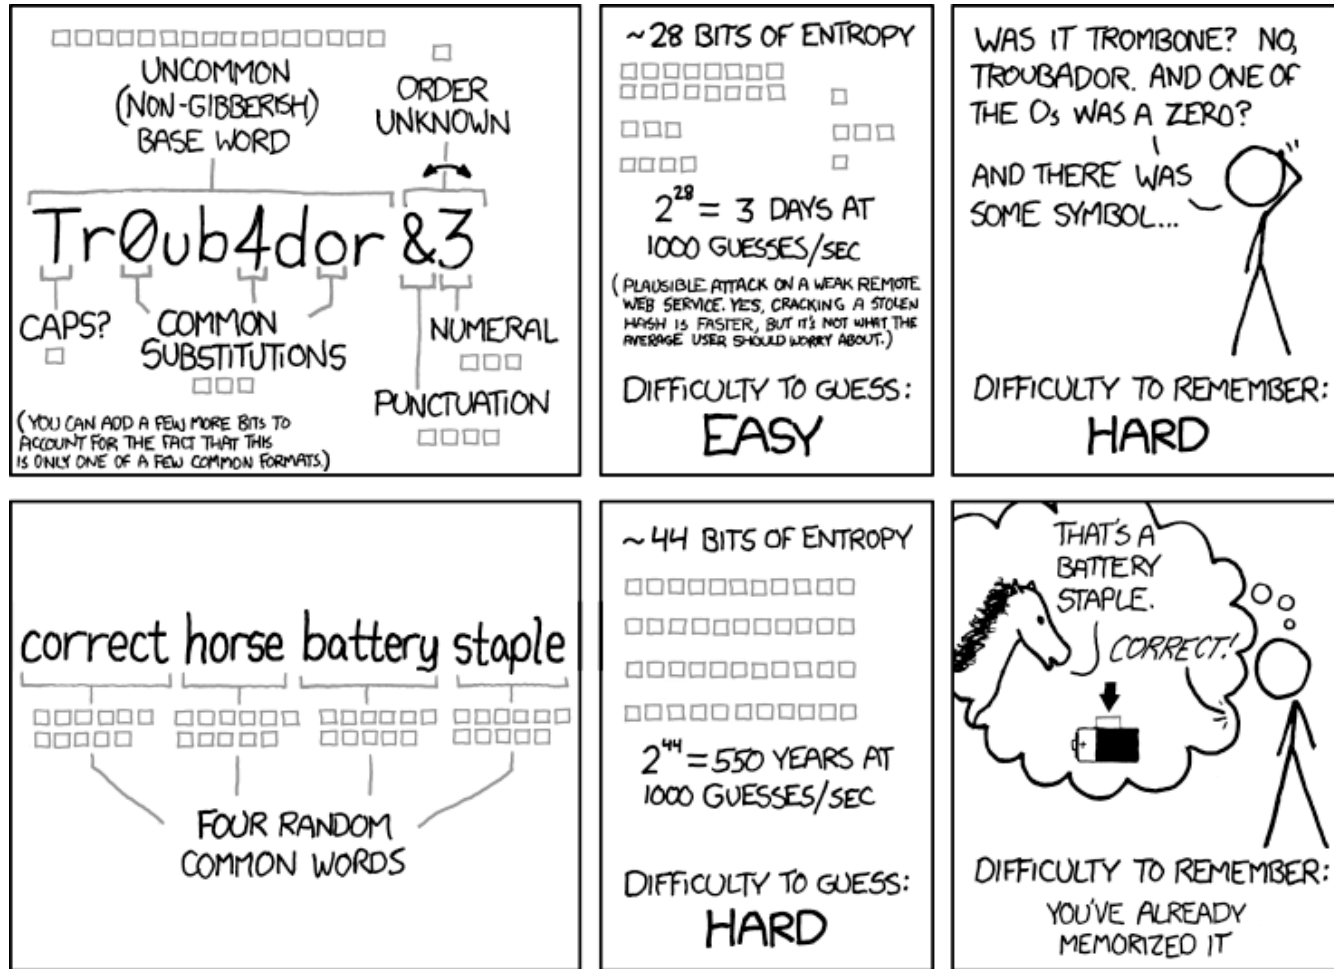 UNCOMMON
(NON-GIBBERISH)
BASE WORD
ORDER
UNKNOWN
Tr0ub4dor &3
CAPS?
COMMON
SUBSTITUTIONS
NUMERAL
PUNCTUATION
(YOU CAN ADD A FEW MORE BITS TO
ACCOUNT FOR THE FACT THAT THIS
IS ONLY ONE OF A FEW COMMON FORMATS.)
~28 BITS OF ENTROPY
2^28 = 3 DAYS AT
1000 GUESSES/SEC
(PLAUSIBLE ATTACK ON A WEAK REMOTE
WEB SERVICE. YES, CRACKING A STOLEN
HASH IS FASTER, BUT IT'S NOT WHAT THE
AVERAGE USER SHOULD WORRY ABOUT.)
DIFFICULTY TO GUESS:
EASY
WAS IT TROMBONE? NO,
TROUBADOR. AND ONE OF
THE Os WAS A ZERO?
AND THERE WAS
SOME SYMBOL...
DIFFICULTY TO REMEMBER:
HARD
correct horse battery staple
FOUR RANDOM
COMMON WORDS
~44 BITS OF ENTROPY
2^44 = 550 YEARS AT
1000 GUESSES/SEC
DIFFICULTY TO GUESS:
HARD
THAT'S A
BATTERY
STAPLE.
CORRECT!
+
DIFFICULTY TO REMEMBER:
YOU'VE ALREADY
MEMORIZED IT